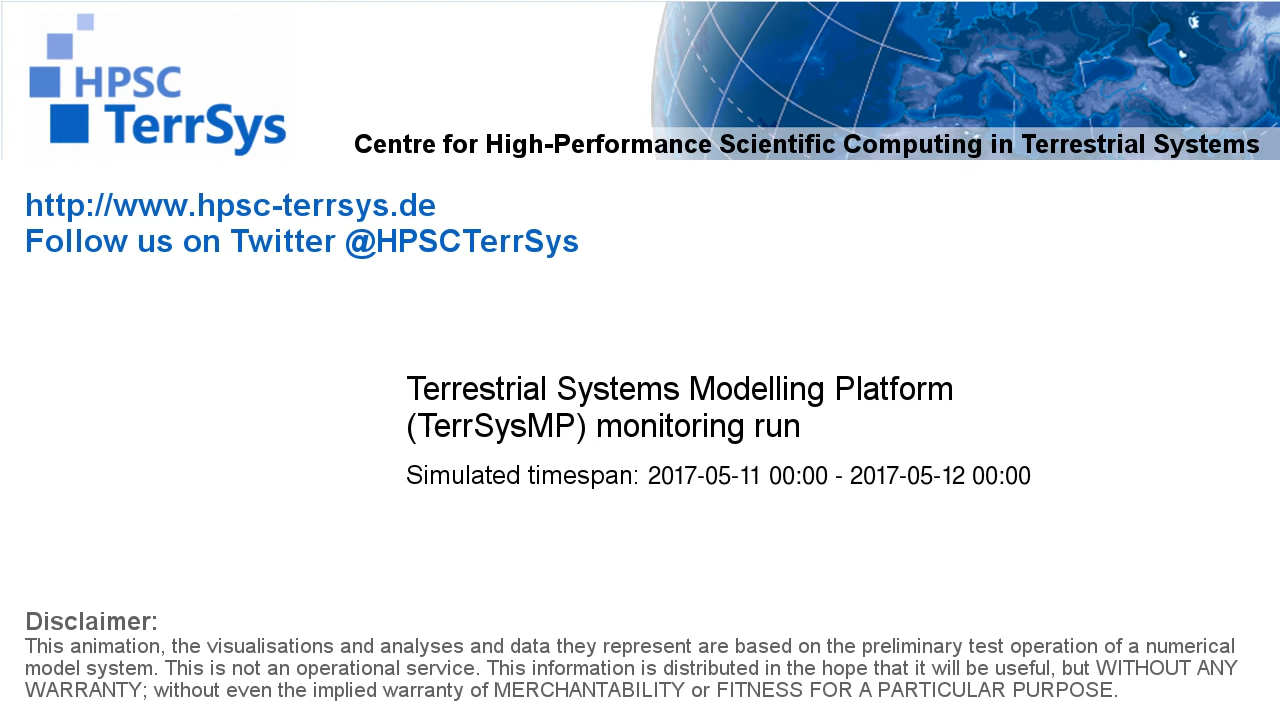 HPSC
TerrSys
Centre for High-Performance Scientific Computing in Terrestrial Systems
http://www.hpsc-terrsys.de
Follow us on Twitter @HPSCTerrSys
Terrestrial Systems Modelling Platform
(TerrSysMP) monitoring run
Simulated timespan: 2017-05-11 00:00 - 2017-05-12 00:00
Disclaimer:
This animation, the visualisations and analyses and data they represent are based on the preliminary test operation of a numerical
model system. This is not an operational service. This information is distributed in the hope that it will be useful, but WITHOUT ANY
WARRANTY; without even the implied warranty of MERCHANTABILITY or FITNESS FOR A PARTICULAR PURPOSE.